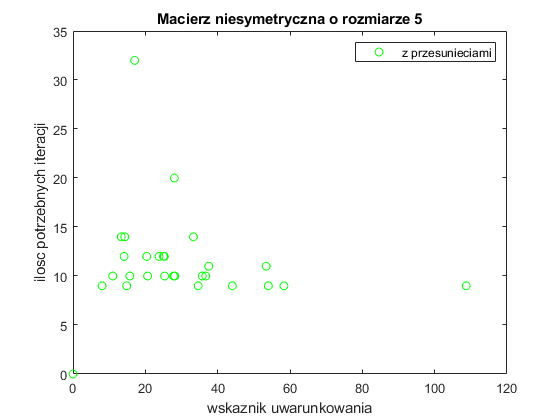 Macierz niesymetryczna o rozmiarze 5
z przesunieciami
35
30
25
20
15
10
5
0
0 20 40 60 80 100 120
ilosc potrzebnych iteracji
wskaznik uwarunkowania